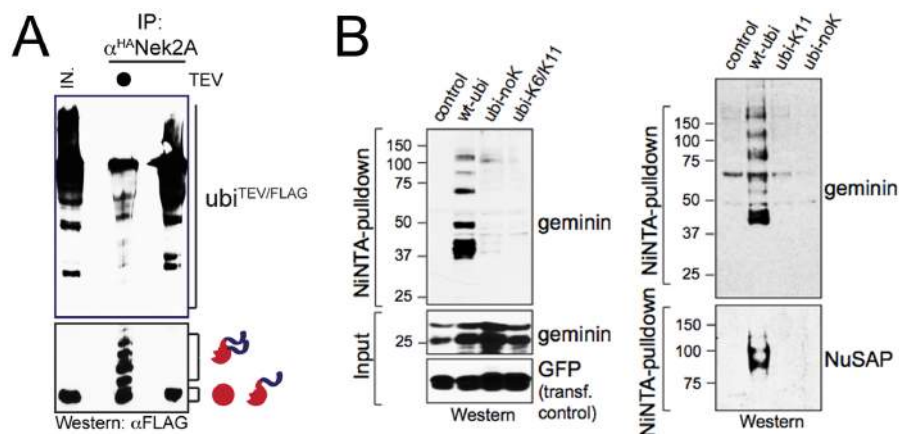 A
IP:
αHANek2A
IN.
TEV
ubiTEV/FLAG
Western: αFLAG
B
control
wt-ubi
ubi-noK
ubi-K6/K11
NiNTA-pulldown
150
100
75
50
37
25
geminin
Input
25
geminin
GFP
(transf.
control)
Western
control
wt-ubi
ubi-K11
ubi-noK
NiNTA-pulldown
150
100
75
50
37
25
geminin
NiNTA-pulldown
150
100
75
NuSAP
Western